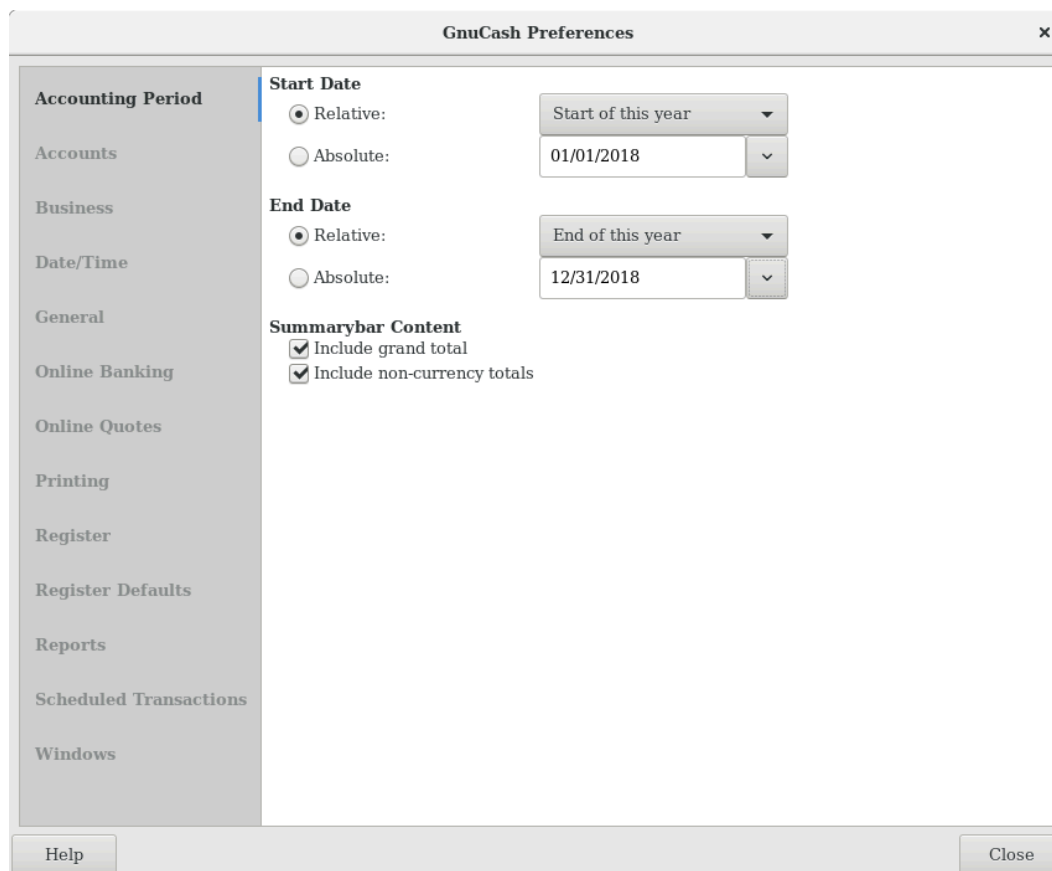 GnuCash Preferences
Accounting Period
Accounts
Business
Date/Time
General
Online Banking
Online Quotes
Printing
Register
Register Defaults
Reports
Scheduled Transactions
Windows
Start Date
Relative: Start of this year
Absolute: 01/01/2018
End Date
Relative: End of this year
Absolute: 12/31/2018
Summarybar Content
Include grand total
Include non-currency totals
Help Close